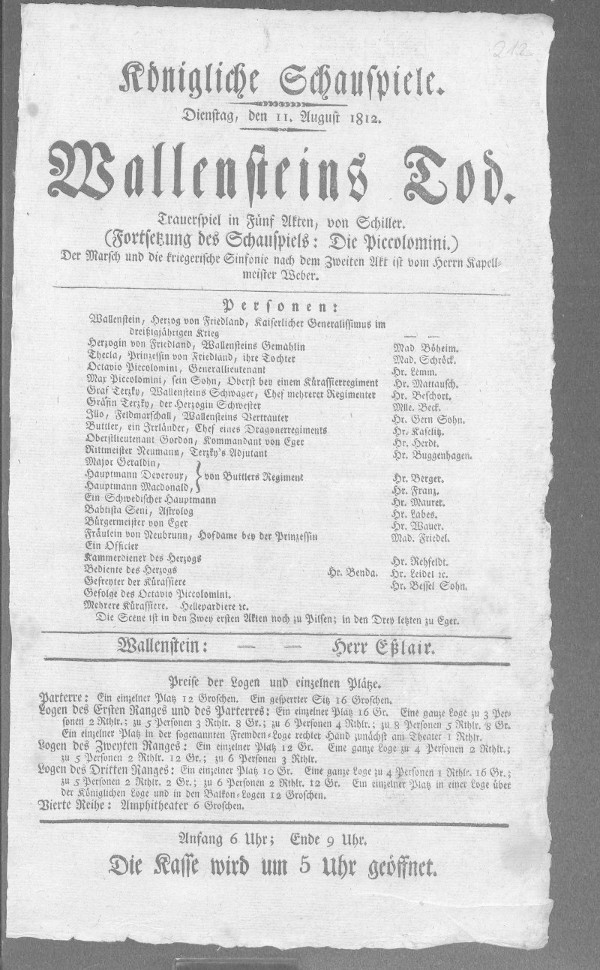 212.
Königliche Schauspiele.
Dienstag, den 11. August 1812.
Wallensteins Tod.
Trauerspiel in Fünf Akten, von Schiller.
(Fortsetzung des Schauspiels: Die Piccolomini.)
Der Marsch und die kriegerische Sinfonie nach dem Zweiten Akt ist vom Herrn Kapell-
meister Weber.
Personen:
Wallenstein, Herzog von Friedland, Kaiserlicher Generalissimus im
dreißigjährigen Krieg — —
Herzogin von Friedland, Wallensteins Gemahlin Mad Böheim.
Thecla, Prinzessin von Friedland, ihre Tochter Mad. Schröck.
Octavio Piccolomini, Generallieutenant Hr. Lemm.
Max Piccolomini, sein Sohn, Oberst bey einem Kürassierregiment Hr. Mattausch.
Graf Terzky, Wallensteins Schwager, Chef mehrerer Regimenter Hr. Beschort.
Gräfin Terzky, der Herzogin Schwester Mlle. Beck.
Illo, Feldmarschall, Wallensteins Vertrauter Hr. Gern Sohn.
Buttler, ein Irrländer, Chef eines Dragonerregiments Hr. Kaselitz.
Oberstlieutenant Gordon, Kommandant von Eger Hr. Herdt.
Rittmeister Neumann, Terzky's Adjutant Hr. Buggenhagen.
Major Geraldin,
Hauptmann Deveroux, } von Buttlers Regiment Hr. Berger.
Hauptmann Macdonald, Hr. Franz.
Ein Schwedischer Hauptmann Hr. Maurer.
Babtista Seni, Astrolog Hr. Labes.
Bürgermeister von Eger Hr. Wauer.
Fräulein von Neubrunn, Hofdame bey der Prinzessin Mad. Friedel.
Ein Officier
Kammerdiener des Herzogs Hr. Rehfeldt.
Bediente des Herzogs Hr. Benda. Hr. Leidel ꝛc.
Gefreyter der Kürassiere Hr. Bessel Sohn.
Gefolge des Octavio Piccolomini.
Mehrere Kürassiere. Hellepardiere ꝛc.
Die Scene ist in den Zwey ersten Akten noch zu Pilsen; in den Drey letzten zu Eger.
Wallenstein: — — Herr Eßlair.
Preise der Logen und einzelnen Plätze.
Parterre: Ein einzelner Platz 12 Groschen. Ein gesperrter Sitz 16 Groschen.
Logen des Ersten Ranges und des Parterres: Ein einzelner Platz 16 Gr. Eine ganze Loge zu 3 Per-
sonen 2 Rthlr.; zu 5 Personen 3 Rthlr. 8 Gr.; zu 6 Personen 4 Rthlr.; zu 8 Personen 5 Rthlr. 8 Gr.
Ein einzelner Platz in der sogenannten Fremden-Loge rechter Hand zunächst am Theater 1 Rthlr.
Logen des Zweyten Ranges: Ein einzelner Platz 12 Gr. Eine ganze Loge zu 4 Personen 2 Rthlr.;
zu 5 Personen 2 Rthlr. 12 Gr.; zu 6 Personen 3 Rthlr.
Logen des Dritten Ranges: Ein einzelner Platz 10 Gr. Eine ganze Loge zu 4 Personen 1 Rthlr. 16 Gr.;
zu 5 Personen 2 Rthlr. 2 Gr.; zu 6 Personen 2 Rthlr. 12 Gr. Ein einzelner Platz in einer Loge über
der Königlichen Loge und in den Balkon-Logen 12 Groschen.
Vierte Reihe: Amphitheater 6 Groschen.
Anfang 6 Uhr; Ende 9 Uhr.
Die Kasse wird um 5 Uhr geöffnet.